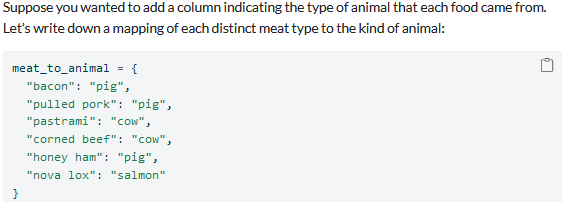 Suppose you wanted to add a column indicating the type of animal that each food came from.
Let's write down a mapping of each distinct meat type to the kind of animal:
meat_to_animal = {
  "bacon": "pig",
  "pulled pork": "pig",
  "pastrami": "cow",
  "corned beef": "cow",
  "honey ham": "pig",
  "nova lox": "salmon"
}